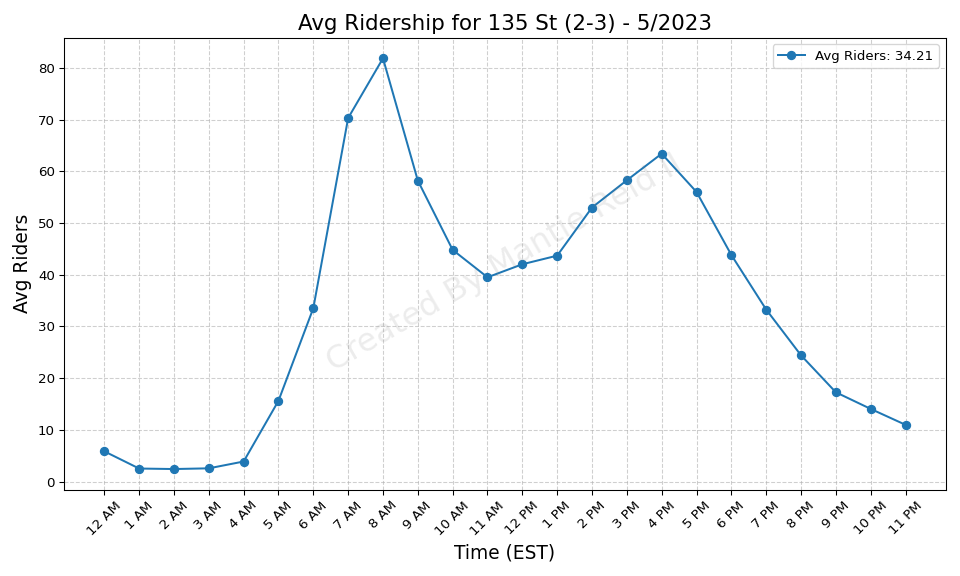 Avg Ridership for 135 St (2-3) - 5/2023
Avg Riders: 34.21
80
70
60
50
40
30
20
10
0
Avg Riders
Created By Mantie Reid II
12 AM
1 AM
2 AM
3 AM
4 AM
5 AM
6 AM
7 AM
8 AM
9 AM
10 AM
11 AM
12 PM
1 PM
2 PM
3 PM
4 PM
5 PM
6 PM
7 PM
8 PM
9 PM
10 PM
11 PM
Time (EST)